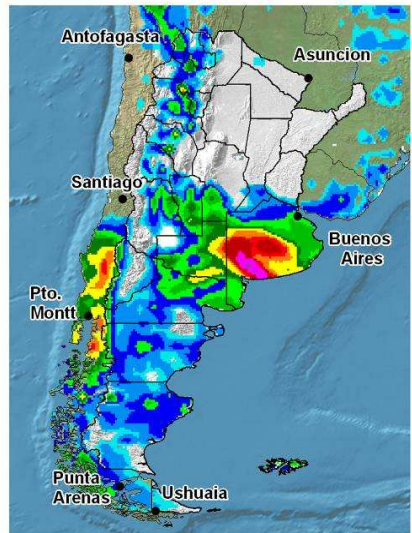 Antofagasta
Asuncion
Santiago
Buenos
Aires
Pto.
Montt
Punta
Arenas
Ushuaia